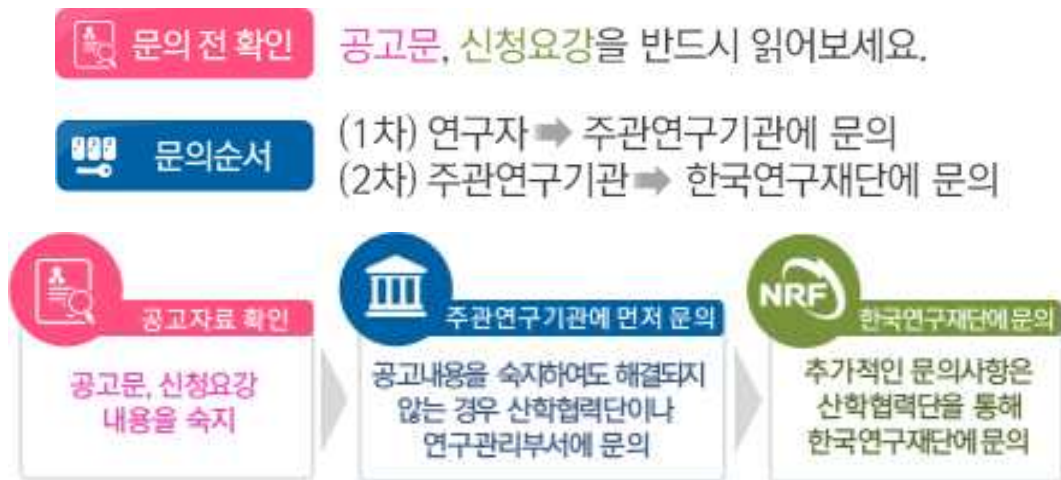 문의 전 확인
공고문, 신청요강을 반드시 읽어보세요.
문의순서
(1차) 연구자 ➡ 주관연구기관에 문의
(2차) 주관연구기관 ➡ 한국연구재단에 문의
공고자료 확인
공고문, 신청요강
내용을 숙지
주관연구기관에 먼저 문의
공고내용을 숙지하여도 해결되지
않는 경우 산학협력단이나
연구관리부서에 문의
NRF
한국연구재단에 문의
추가적인 문의사항은
산학협력단을 통해
한국연구재단에 문의